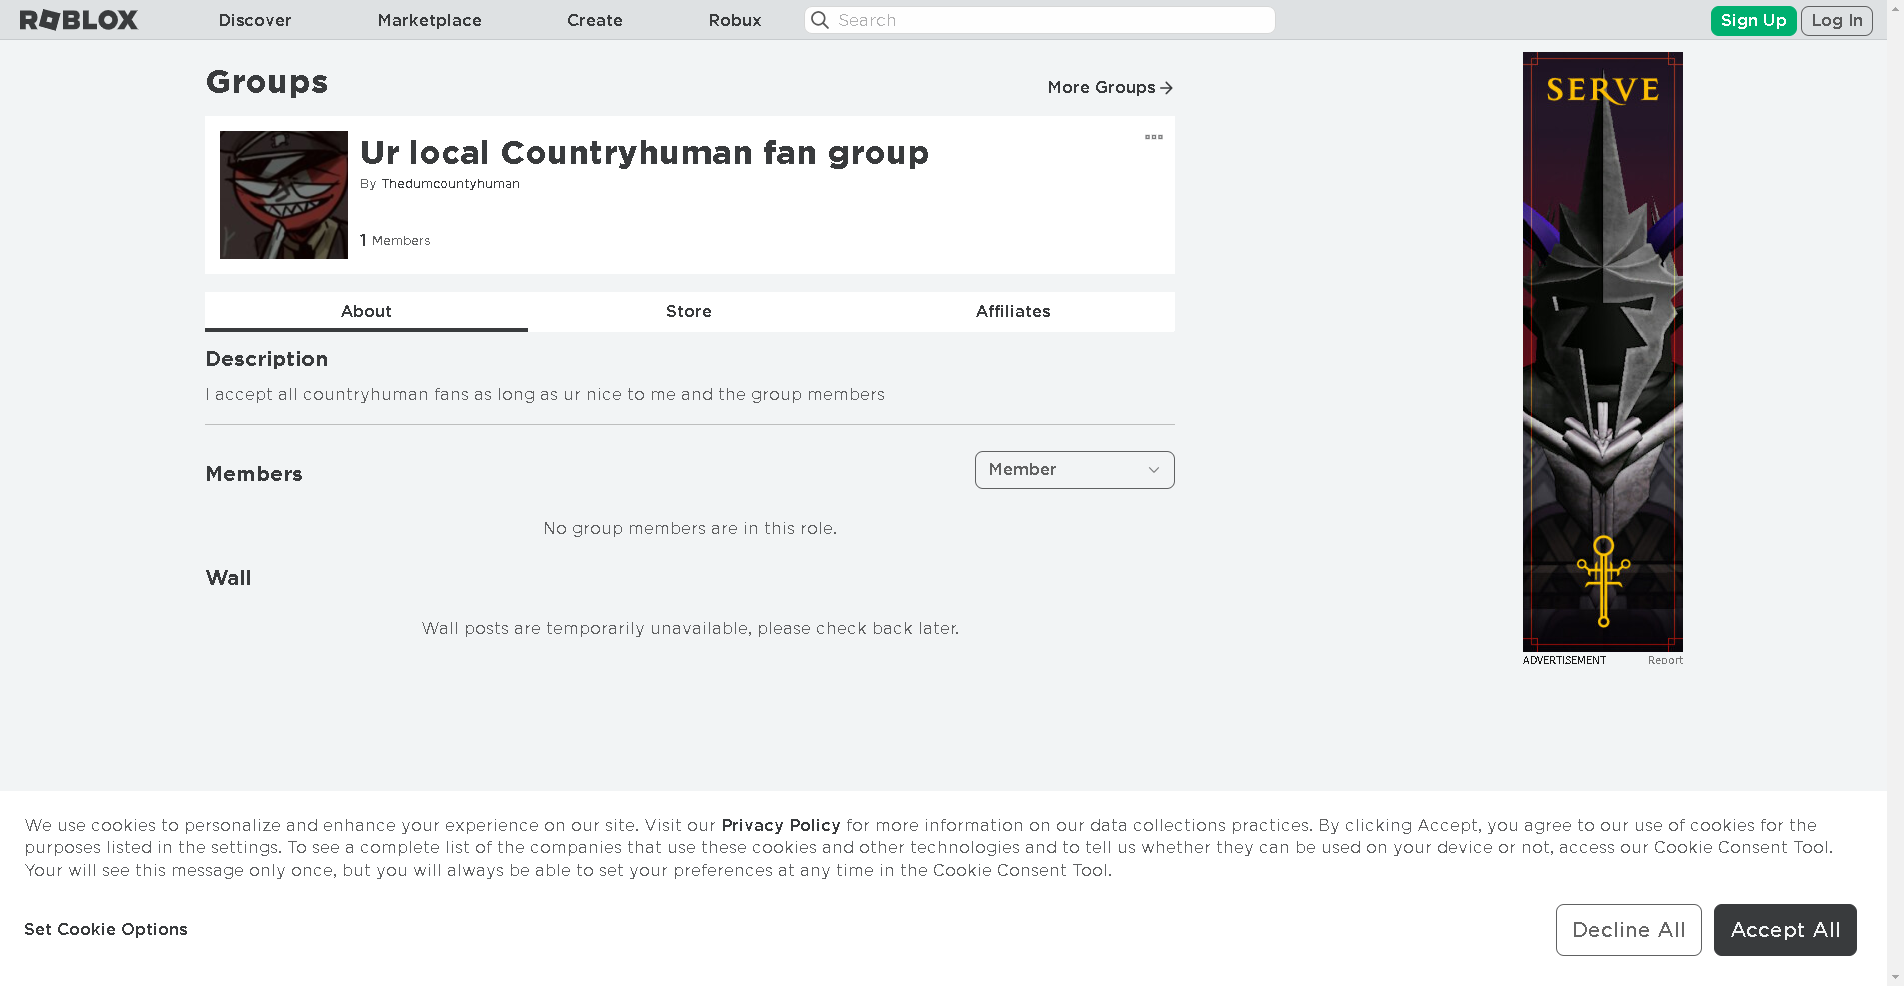 ROBLOX
Discover
Marketplace
Create
Robux
Search
Sign Up
Log In
Groups
More Groups
Ur local Countryhuman fan group
By Thedumcountyhuman
1 Members
About
Store
Affiliates
Description
I accept all countryhuman fans as long as ur nice to me and the group members
Members
Member
No group members are in this role.
Wall
Wall posts are temporarily unavailable, please check back later.
SERVE
ADVERTISEMENT
Report
We use cookies to personalize and enhance your experience on our site. Visit our Privacy Policy for more information on our data collections practices. By clicking Accept, you agree to our use of cookies for the
purposes listed in the settings. To see a complete list of the companies that use these cookies and other technologies and to tell us whether they can be used on your device or not, access our Cookie Consent Tool.
Your will see this message only once, but you will always be able to set your preferences at any time in the Cookie Consent Tool.
Set Cookie Options
Decline All
Accept All